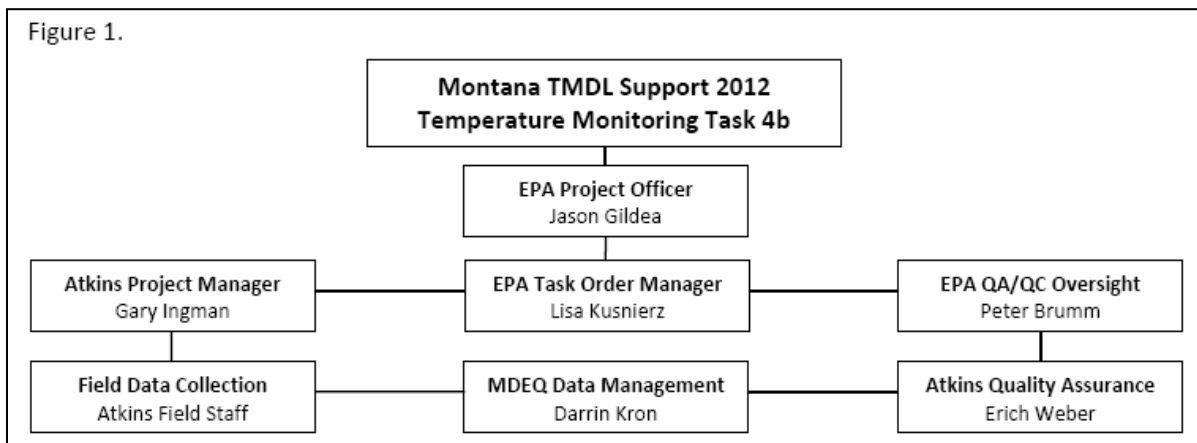 Figure 1.
Montana TMDL Support 2012
Temperature Monitoring Task 4b
EPA Project Officer
Jason Gildea
Atkins Project Manager
Gary Ingman
EPA Task Order Manager
Lisa Kusnierz
EPA QA/QC Oversight
Peter Brumm
Field Data Collection
Atkins Field Staff
MDEQ Data Management
Darrin Kron
Atkins Quality Assurance
Erich Weber